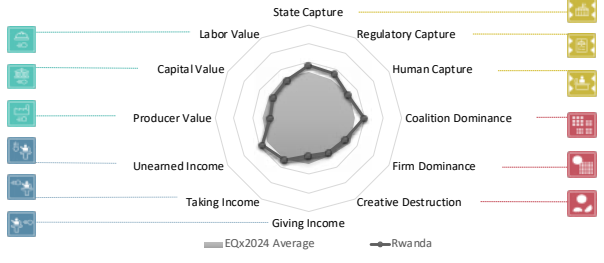 State Capture
Labor Value
Regulatory Capture
Capital Value
Human Capture
Producer Value
Coalition Dominance
Unearned Income
Firm Dominance
Taking Income
Creative Destruction
Giving Income
EQx2024 Average
Rwanda